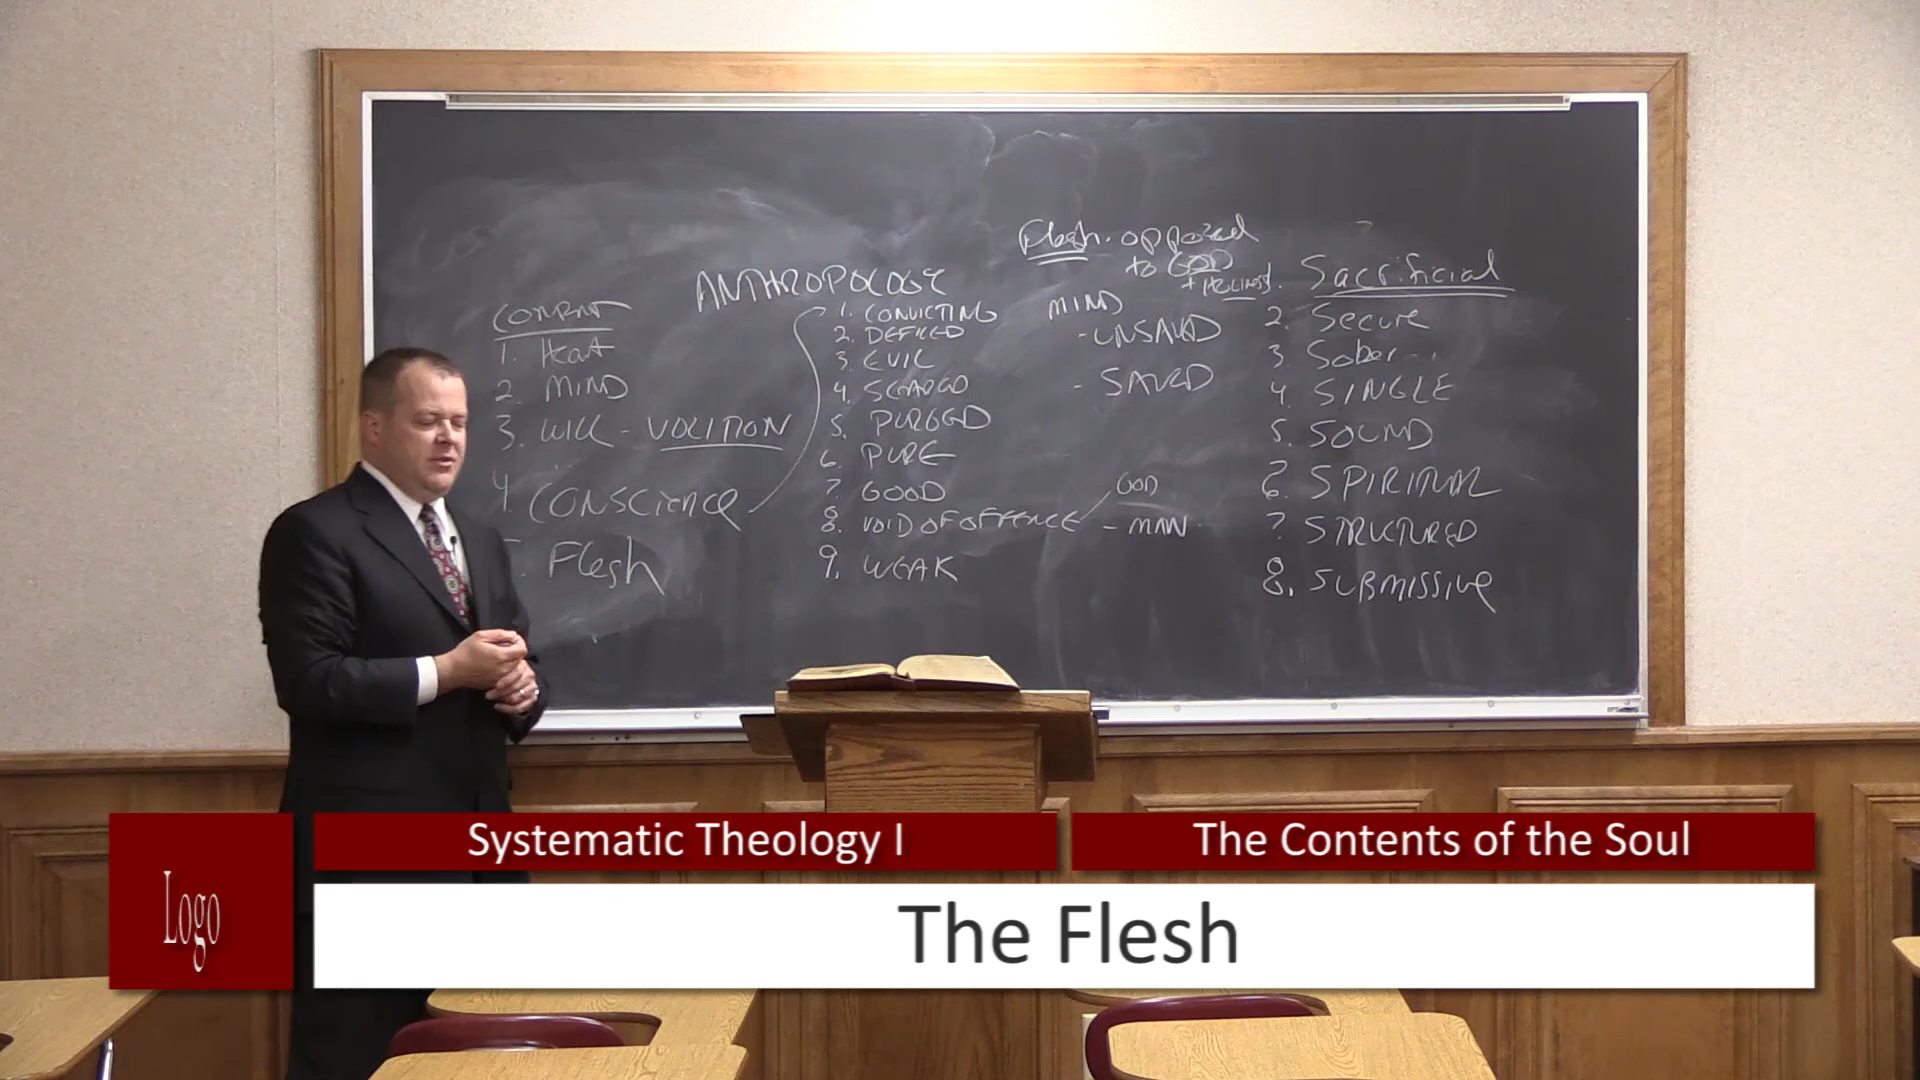 ANTHROPOLOGY
CONTENT
1. Heart
2. MIND
3. WILL - VOLITION
4. CONSCIENCE
Flesh
1. CONVICTING
2. DEFILED
3. EVIL
4. SEARED
5. PURGED
6. PURE
7. GOOD
8. VOID OF OFFENCE
GOD
- MAN
9. WEAK
Flesh. opposed
to GOD
+ HOLINESS
MIND
- UNSAVED
- SAVED
1. Sacrificial
2. Secure
3. Sober
4. SINGLE
5. SOUND
6. SPIRITUAL
7. STRUCTURED
8. SUBMISSIVE
Systematic Theology I
The Contents of the Soul
Logo
The Flesh